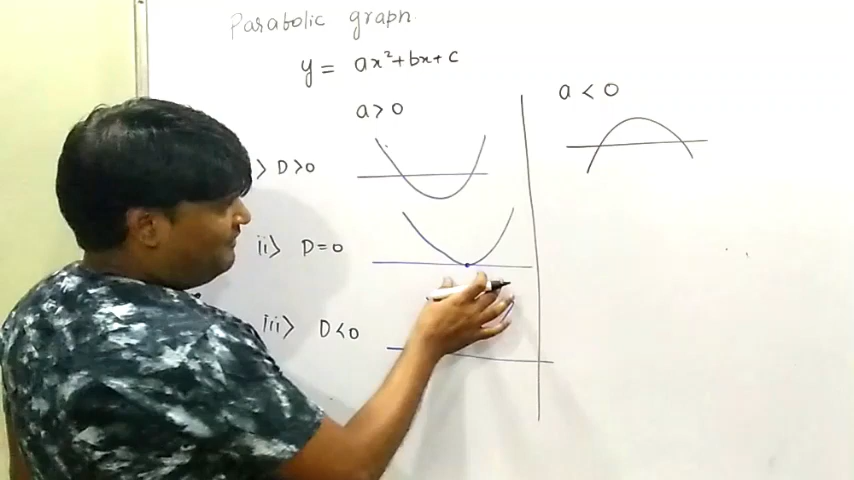 Parabolic graph.
y = ax²+bx+c
a>0
a<0
> D>0
ii> D=0
iii> D<0